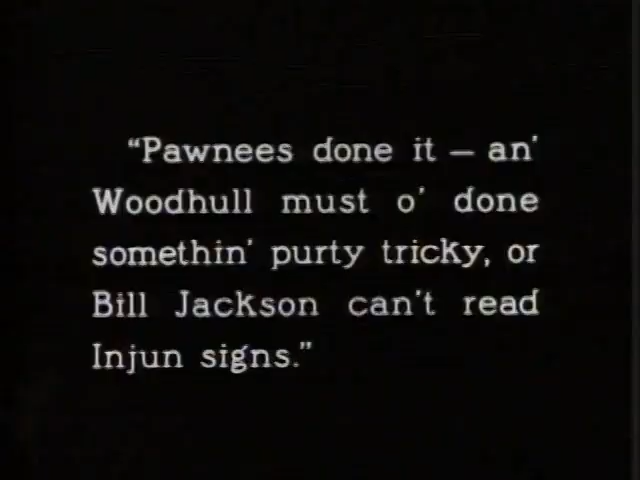 “Pawnees done it — an'
Woodhull must o' done
somethin' purty tricky, or
Bill Jackson can't read
Injun signs.”